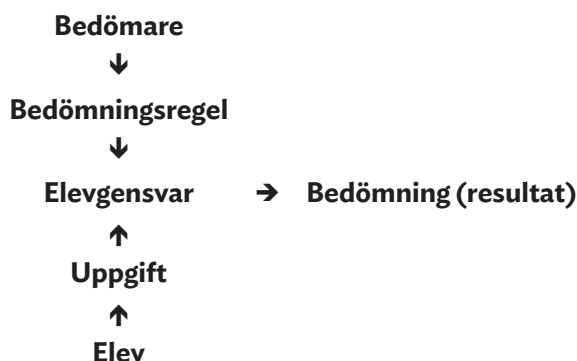 Bedömare
↓
Bedömningsregel
↓
Elevgensvar → Bedömning (resultat)
↑
Uppgift
↑
Elev